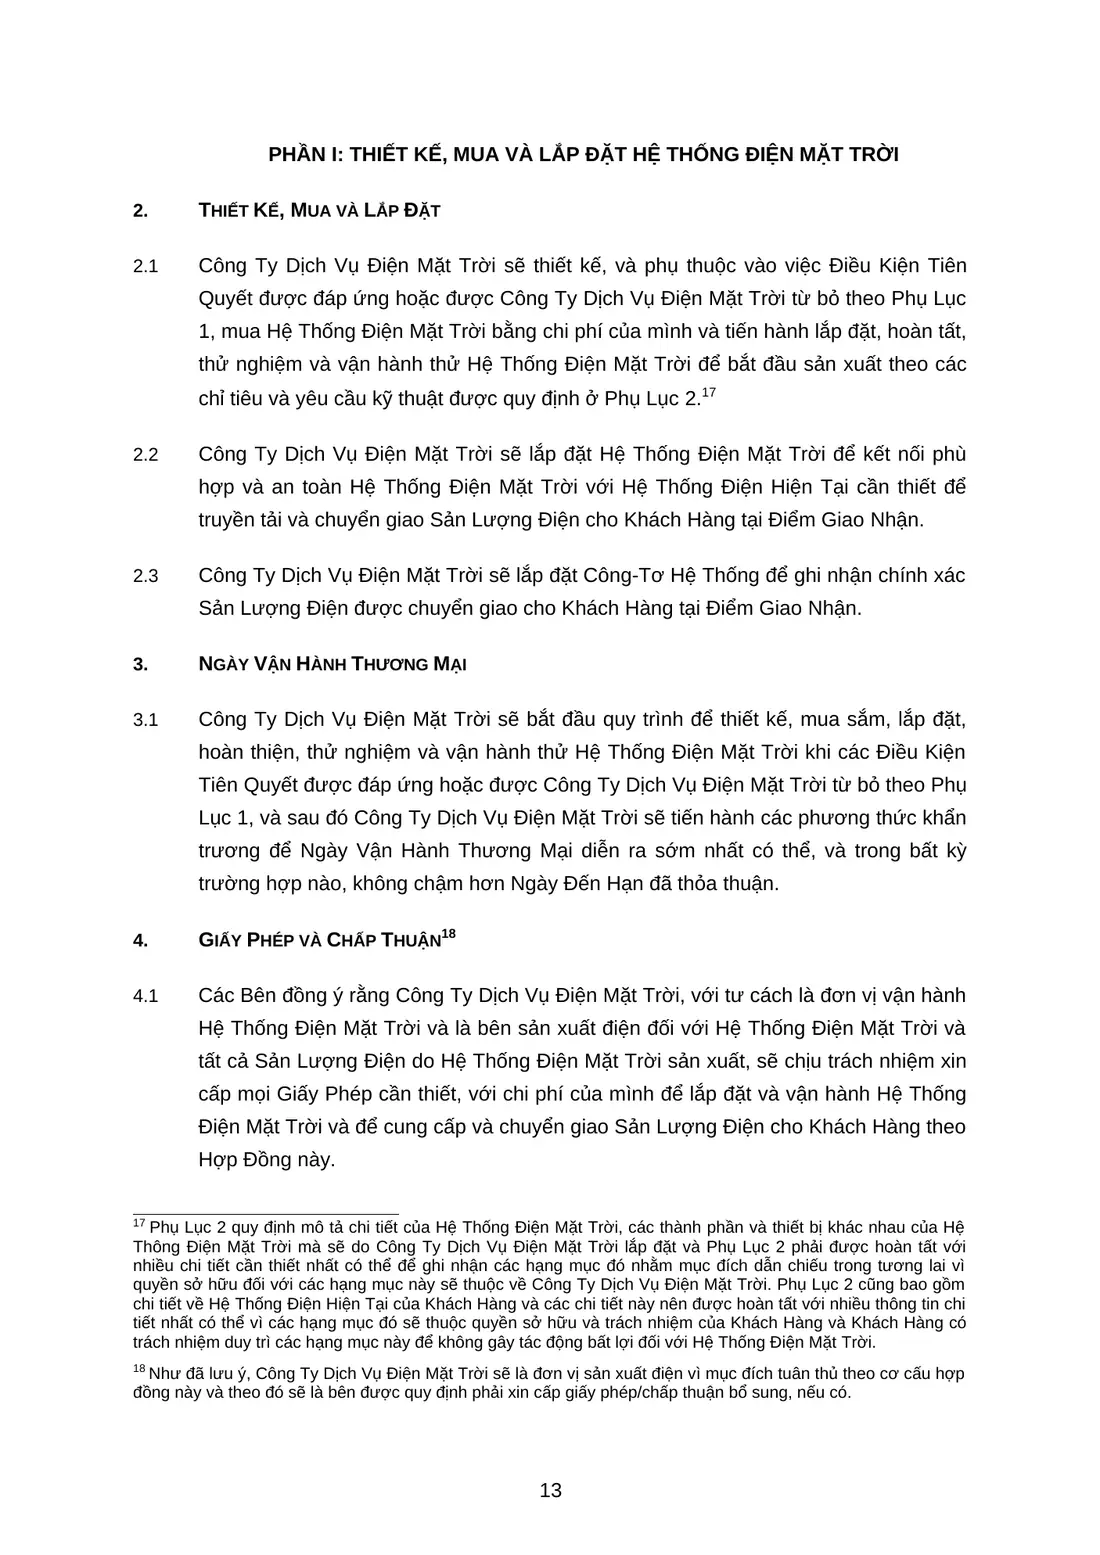 PHẦN I: THIẾT KẾ, MUA VÀ LẮP ĐẶT HỆ THỐNG ĐIỆN MẶT TRỜI
2. THIẾT KẾ, MUA VÀ LẮP ĐẶT
2.1 Công Ty Dịch Vụ Điện Mặt Trời sẽ thiết kế, và phụ thuộc vào việc Điều Kiện Tiên
Quyết được đáp ứng hoặc được Công Ty Dịch Vụ Điện Mặt Trời từ bỏ theo Phụ Lục
1, mua Hệ Thống Điện Mặt Trời bằng chi phí của mình và tiến hành lắp đặt, hoàn tất,
thử nghiệm và vận hành thử Hệ Thống Điện Mặt Trời để bắt đầu sản xuất theo các
chỉ tiêu và yêu cầu kỹ thuật được quy định ở Phụ Lục 2.17
2.2 Công Ty Dịch Vụ Điện Mặt Trời sẽ lắp đặt Hệ Thống Điện Mặt Trời để kết nối phù
hợp và an toàn Hệ Thống Điện Mặt Trời với Hệ Thống Điện Hiện Tại cần thiết để
truyền tải và chuyển giao Sản Lượng Điện cho Khách Hàng tại Điểm Giao Nhận.
2.3 Công Ty Dịch Vụ Điện Mặt Trời sẽ lắp đặt Công-Tơ Hệ Thống để ghi nhận chính xác
Sản Lượng Điện được chuyển giao cho Khách Hàng tại Điểm Giao Nhận.
3. NGÀY VẬN HÀNH THƯƠNG MẠI
3.1 Công Ty Dịch Vụ Điện Mặt Trời sẽ bắt đầu quy trình để thiết kế, mua sắm, lắp đặt,
hoàn thiện, thử nghiệm và vận hành thử Hệ Thống Điện Mặt Trời khi các Điều Kiện
Tiên Quyết được đáp ứng hoặc được Công Ty Dịch Vụ Điện Mặt Trời từ bỏ theo Phụ
Lục 1, và sau đó Công Ty Dịch Vụ Điện Mặt Trời sẽ tiến hành các phương thức khẩn
trương để Ngày Vận Hành Thương Mại diễn ra sớm nhất có thể, và trong bất kỳ
trường hợp nào, không chậm hơn Ngày Đến Hạn đã thỏa thuận.
4. GIẤY PHÉP VÀ CHẤP THUẬN18
4.1 Các Bên đồng ý rằng Công Ty Dịch Vụ Điện Mặt Trời, với tư cách là đơn vị vận hành
Hệ Thống Điện Mặt Trời và là bên sản xuất điện đối với Hệ Thống Điện Mặt Trời và
tất cả Sản Lượng Điện do Hệ Thống Điện Mặt Trời sản xuất, sẽ chịu trách nhiệm xin
cấp mọi Giấy Phép cần thiết, với chi phí của mình để lắp đặt và vận hành Hệ Thống
Điện Mặt Trời và để cung cấp và chuyển giao Sản Lượng Điện cho Khách Hàng theo
Hợp Đồng này.
17 Phụ Lục 2 quy định mô tả chi tiết của Hệ Thống Điện Mặt Trời, các thành phần và thiết bị khác nhau của Hệ
Thông Điện Mặt Trời mà sẽ do Công Ty Dịch Vụ Điện Mặt Trời lắp đặt và Phụ Lục 2 phải được hoàn tất với
nhiều chi tiết cần thiết nhất có thể để ghi nhận các hạng mục đó nhằm mục đích dẫn chiếu trong tương lai vì
quyền sở hữu đối với các hạng mục này sẽ thuộc về Công Ty Dịch Vụ Điện Mặt Trời. Phụ Lục 2 cũng bao gồm
chi tiết về Hệ Thống Điện Hiện Tại của Khách Hàng và các chi tiết này nên được hoàn tất với nhiều thông tin chi
tiết nhất có thể vì các hạng mục đó sẽ thuộc quyền sở hữu và trách nhiệm của Khách Hàng và Khách Hàng có
trách nhiệm duy trì các hạng mục này để không gây tác động bất lợi đối với Hệ Thống Điện Mặt Trời.
18 Như đã lưu ý, Công Ty Dịch Vụ Điện Mặt Trời sẽ là đơn vị sản xuất điện vì mục đích tuân thủ theo cơ cấu hợp
đồng này và theo đó sẽ là bên được quy định phải xin cấp giấy phép/chấp thuận bổ sung, nếu có.
13